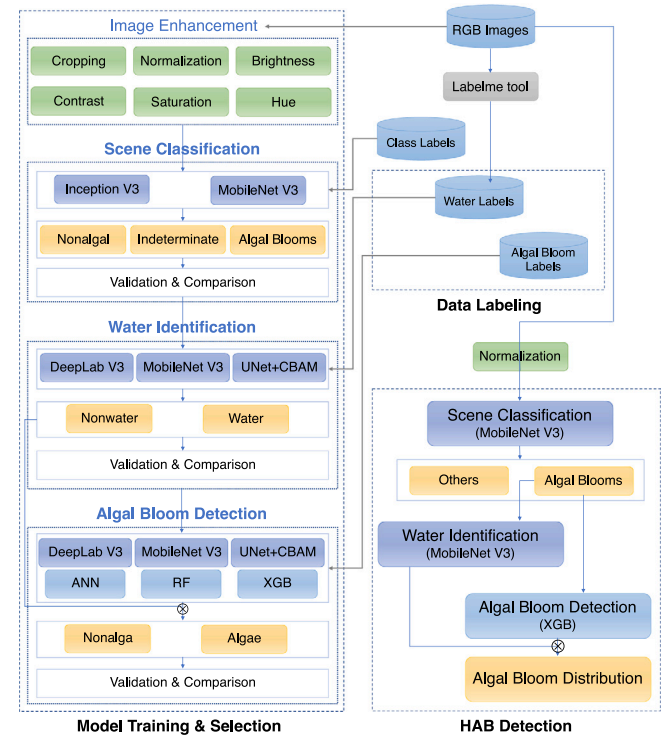 Image Enhancement
Cropping
Normalization
Brightness
Contrast
Saturation
Hue
Scene Classification
Inception V3
MobileNet V3
Nonalgal
Indeterminate
Algal Blooms
Validation & Comparison
Water Identification
DeepLab V3
MobileNet V3
UNet+CBAM
Nonwater
Water
Validation & Comparison
Algal Bloom Detection
DeepLab V3
MobileNet V3
UNet+CBAM
ANN
RF
XGB
Nonalga
Algae
Validation & Comparison
Model Training & Selection
RGB Images
Labelme tool
Class Labels
Water Labels
Algal Bloom
Labels
Data Labeling
Normalization
Scene Classification
(MobileNet V3)
Others
Algal Blooms
Water Identification
(MobileNet V3)
Algal Bloom Detection
(XGB)
Algal Bloom Distribution
HAB Detection